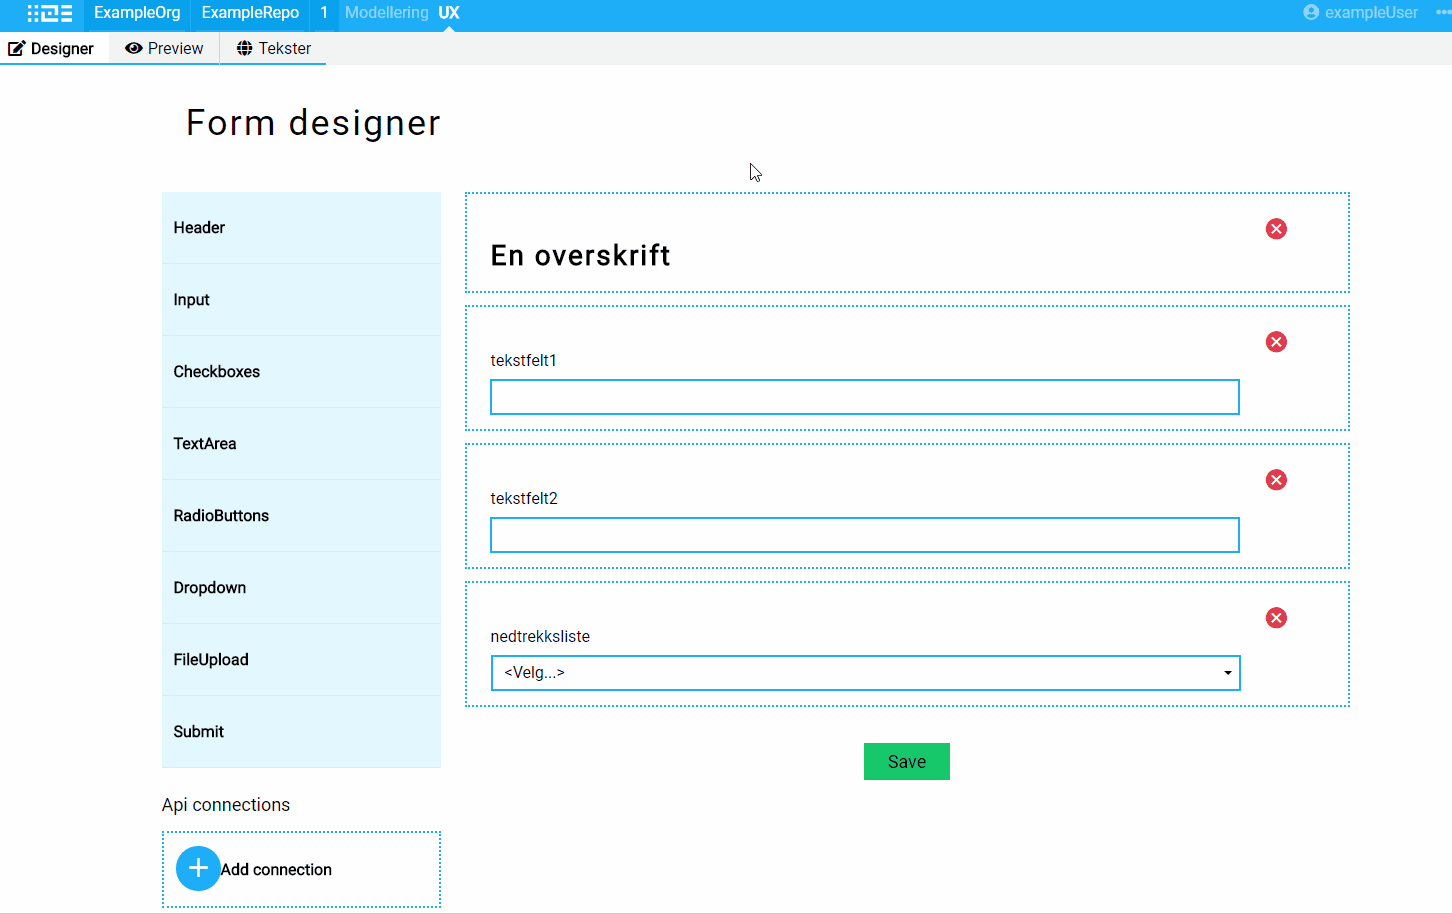 ExampleOrg ExampleRepo 1 Modellering UX exampleUser
Designer Preview Tekster
Form designer
Header
Input
Checkboxes
TextArea
RadioButtons
Dropdown
FileUpload
Submit
Api connections
Add connection
En overskrift
tekstfelt1
tekstfelt2
nedtrekksliste
<Velg...>
Save